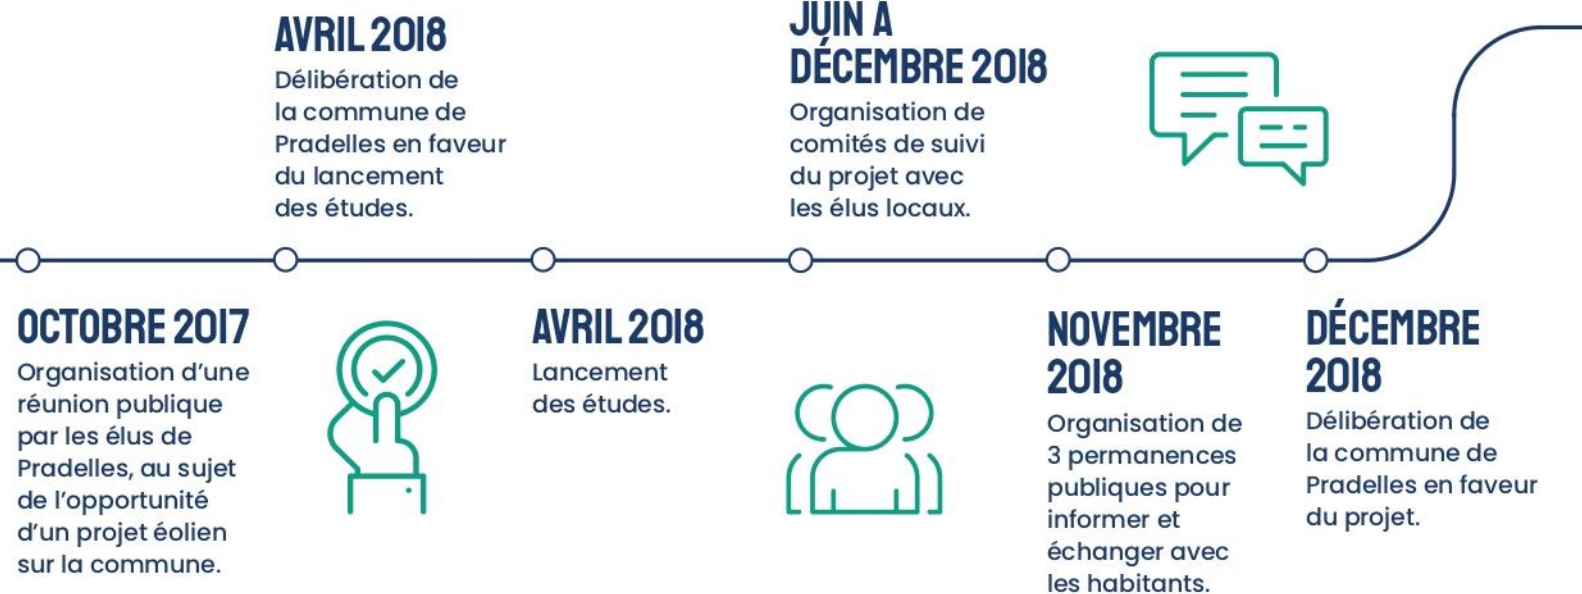 OCTOBRE 2017
Organisation d'une
réunion publique
par les élus de
Pradelles, au sujet
de l'opportunité
d'un projet éolien
sur la commune.
AVRIL 2018
Délibération de
la commune de
Pradelles en faveur
du lancement
des études.
AVRIL 2018
Lancement
des études.
JUIN A
DÉCEMBRE 2018
Organisation de
comités de suivi
du projet avec
les élus locaux.
NOVEMBRE
2018
Organisation de
3 permanences
publiques pour
informer et
échanger avec
les habitants.
DÉCEMBRE
2018
Délibération de
la commune de
Pradelles en faveur
du projet.